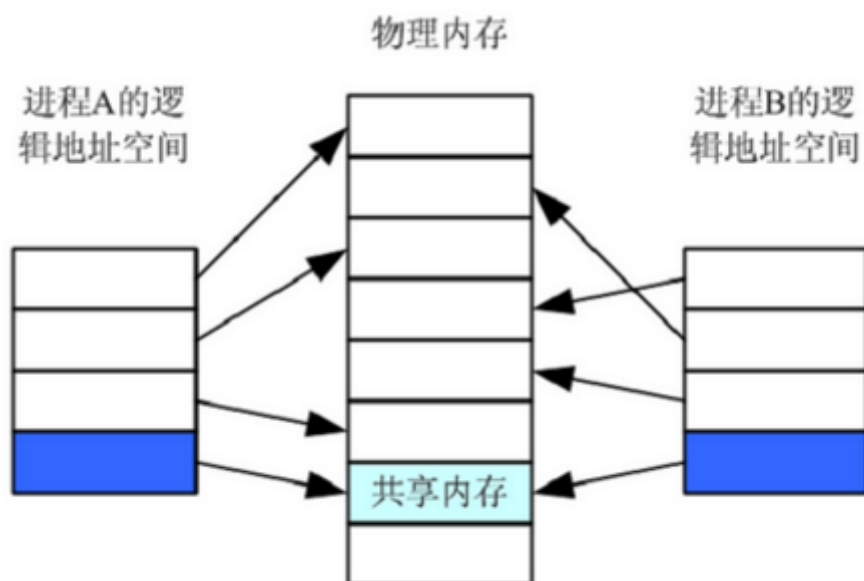 物理内存
进程A的逻
辑地址空间
进程B的逻
辑地址空间
共享内存